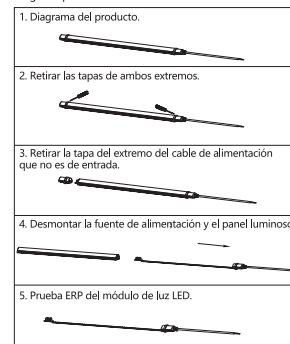 1. Diagrama del producto.
2. Retirar las tapas de ambos extremos.
3. Retirar la tapa del extremo del cable de alimentación
que no es de entrada.
4. Desmontar la fuente de alimentación y el panel luminoso
5. Prueba ERP del módulo de luz LED.